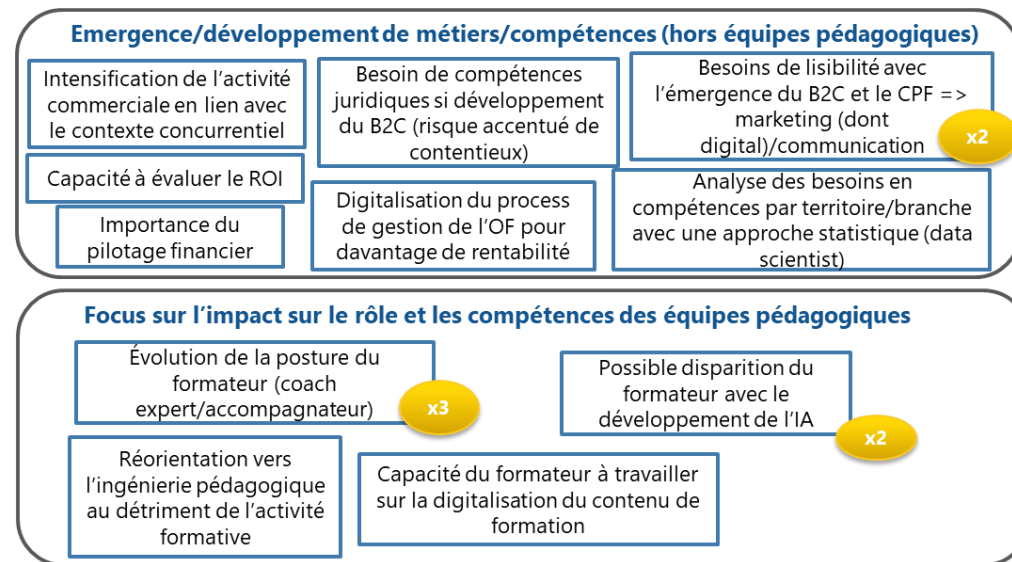 Emergence/développement de métiers/compétences (hors équipes pédagogiques)
Intensification de l'activité
commerciale en lien avec
le contexte concurrentiel
Besoin de compétences
juridiques si développement
du B2C (risque accentué de
contentieux)
Besoins de lisibilité avec
l'émergence du B2C et le CPF =>
marketing (dont
digital)/communication
x2
Capacité à évaluer le ROI
Importance du
pilotage financier
Digitalisation du process
de gestion de l'OF pour
davantage de rentabilité
Analyse des besoins en
compétences par territoire/branche
avec une approche statistique (data
scientist)
Focus sur l'impact sur le rôle et les compétences des équipes pédagogiques
Évolution de la posture du
formateur (coach
expert/accompagnateur)
x3
Possible disparition du
formateur avec le
développement de l'IA
x2
Réorientation vers
l'ingénierie pédagogique
au détriment de l'activité
formative
Capacité du formateur à travailler
sur la digitalisation du contenu de
formation